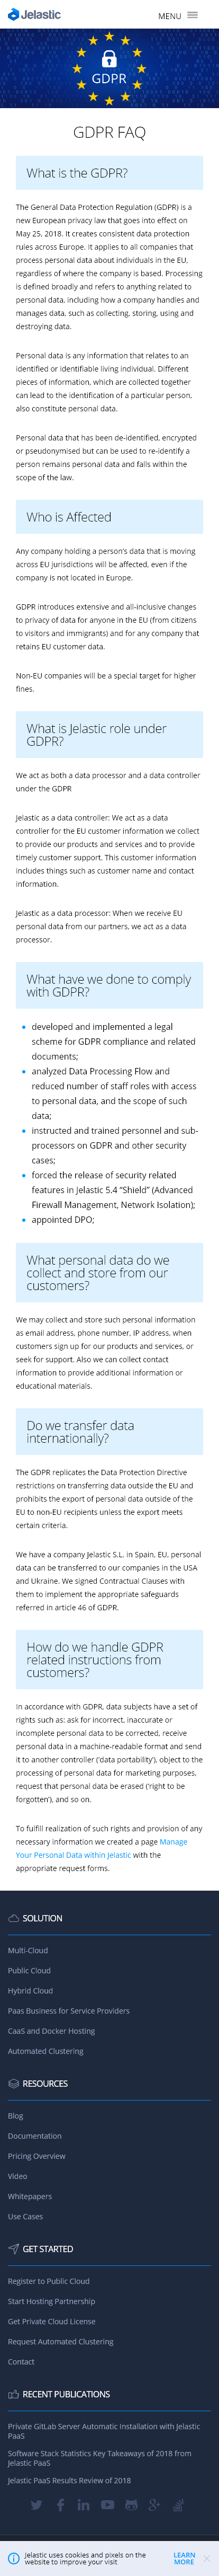 Jelastic
MENU
GDPR
GDPR FAQ
What is the GDPR?
The General Data Protection Regulation (GDPR) is a
new European privacy law that goes into effect on
May 25, 2018. It creates consistent data protection
rules across Europe. It applies to all companies that
process personal data about individuals in the EU,
regardless of where the company is based. Processing
is defined broadly and refers to anything related to
personal data, including how a company handles and
manages data, such as collecting, storing, using and
destroying data.
Personal data is any information that relates to an
identified or identifiable living individual. Different
pieces of information, which are collected together
can lead to the identification of a particular person,
also constitute personal data.
Personal data that has been de-identified, encrypted
or pseudonymised but can be used to re-identify a
person remains personal data and falls within the
scope of the law.
Who is Affected
Any company holding a person's data that is moving
across EU jurisdictions will be affected, even if the
company is not located in Europe.
GDPR introduces extensive and all-inclusive changes
to privacy of data for anyone in the EU (from citizens
to visitors and immigrants) and for any company that
retains EU customer data.
Non-EU companies will be a special target for higher
fines.
What is Jelastic role under
GDPR?
We act as both a data processor and a data controller
under the GDPR
Jelastic as a data controller: We act as a data
controller for the EU customer information we collect
to provide our products and services and to provide
timely customer support. This customer information
includes things such as customer name and contact
information.
Jelastic as a data processor: When we receive EU
personal data from our partners, we act as a data
processor.
What have we done to comply
with GDPR?
developed and implemented a legal
scheme for GDPR compliance and related
documents;
analyzed Data Processing Flow and
reduced number of staff roles with access
to personal data, and the scope of such
data;
instructed and trained personnel and sub-
processors on GDPR and other security
cases;
forced the release of security related
features in Jelastic 5.4 “Shield” (Advanced
Firewall Management, Network Isolation);
appointed DPO;
What personal data do we
collect and store from our
customers?
We may collect and store such personal information
as email address, phone number, IP address, when
customers sign up for our products and services, or
seek for support. Also we can collect contact
information to provide additional information or
educational materials.
Do we transfer data
internationally?
The GDPR replicates the Data Protection Directive
restrictions on transferring data outside the EU and
prohibits the export of personal data outside of the
EU to non-EU recipients unless the export meets
certain criteria.
We have a company Jelastic S.L. in Spain, EU, personal
data can be transferred to our companies in the USA
and Ukraine. We signed Contractual Clauses with
them to implement the appropriate safeguards
referred in article 46 of GDPR.
How do we handle GDPR
related instructions from
customers?
In accordance with GDPR, data subjects have a set of
rights such as: ask for incorrect, inaccurate or
incomplete personal data to be corrected, receive
personal data in a machine-readable format and send
it to another controller (‘data portability’), object to the
processing of personal data for marketing purposes,
request that personal data be erased (‘right to be
forgotten’), and so on.
To fulfill realization of such rights and provision of any
necessary information we created a page Manage
Your Personal Data within Jelastic with the
appropriate request forms.
SOLUTION
Multi-Cloud
Public Cloud
Hybrid Cloud
Paas Business for Service Providers
CaaS and Docker Hosting
Automated Clustering
RESOURCES
Blog
Documentation
Pricing Overview
Video
Whitepapers
Use Cases
GET STARTED
Register to Public Cloud
Start Hosting Partnership
Get Private Cloud License
Request Automated Clustering
Contact
RECENT PUBLICATIONS
Private GitLab Server Automatic Installation with Jelastic
PaaS
Software Stack Statistics Key Takeaways of 2018 from
Jelastic PaaS
Jelastic PaaS Results Review of 2018
Jelastic uses cookies and pixels on the
website to improve your visit
LEARN
MORE